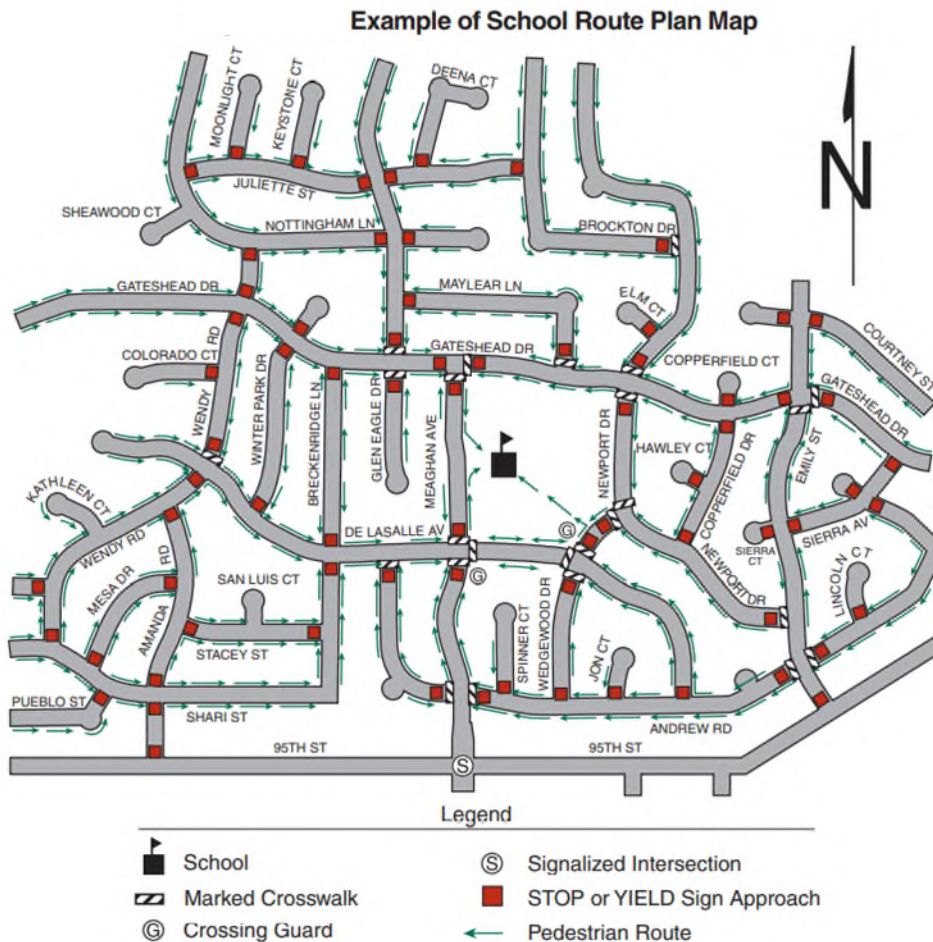 Example of School Route Plan Map
MOONLIGHT CT
KEYSTONE CT
DEENA CT
N
JULIETTE ST
SHEAWOOD CT
NOTTINGHAM LN
BROCKTON DR
GATESHEAD DR
MAYLEAR LN
ELM CT
COURTNEY ST
GATESHEAD DR
COPPERFIELD CT
GATESHEAD DR
COLORADO CT
WENDY RD
WINTER PARK DR
BRECKENRIDGE LN
GLEN EAGLE DR
MEAGHAN AVE
NEWPORT DR
HAWLEY CT
COPPERFIELD DR
EMILY ST
KATHLEEN CT
G
DE LASALLE AV
SIERRA AV
SIERRA
CT
WENDY RD
NEWPORT DR
LINCOLN CT
MESA DR
AMANDA RD
SAN LUIS CT
G
SPINNER CT
WEDGEWOOD DR
JON CT
STACEY ST
PUEBLO ST
SHARI ST
ANDREW RD
95TH ST
95TH ST
S
Legend
School
S Signalized Intersection
Marked Crosswalk
STOP or YIELD Sign Approach
G Crossing Guard
Pedestrian Route